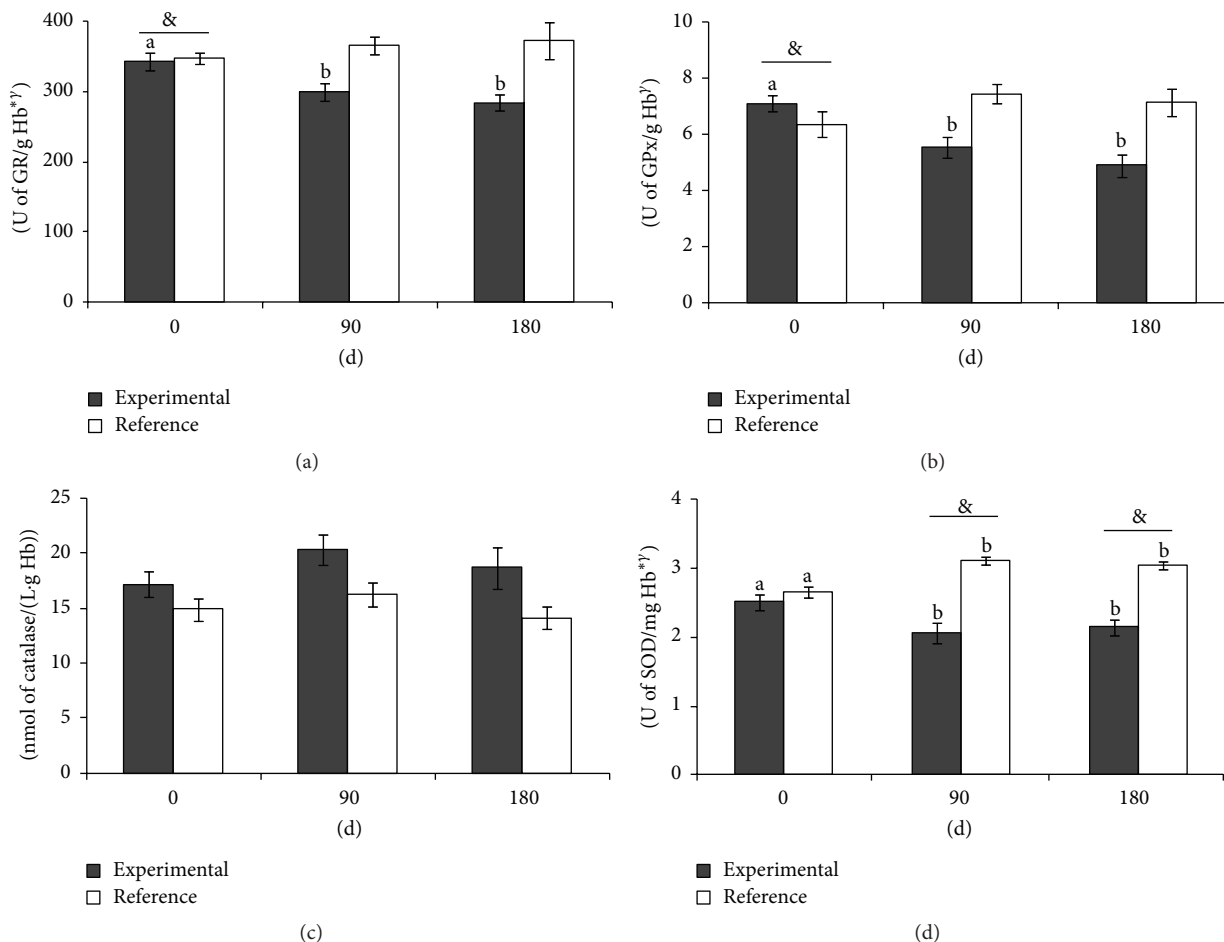 400
300
200
100
0
(U of GR/g Hb*γ)
&
a
b
b
0 90 180
(d)
Experimental
Reference
(a)
10
8
6
4
2
0
(U of GPx/g Hbγ)
&
a
b
b
0 90 180
(d)
Experimental
Reference
(b)
25
20
15
10
5
0
(nmol of catalase/(L·g Hb))
0 90 180
(d)
Experimental
Reference
(c)
4
3
2
1
0
(U of SOD/mg Hb*γ)
& &
a a b b b b
0 90 180
(d)
Experimental
Reference
(d)